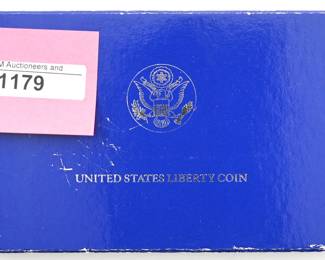 M Auctioneers and
1179
UNITED STATES LIBERTY COIN